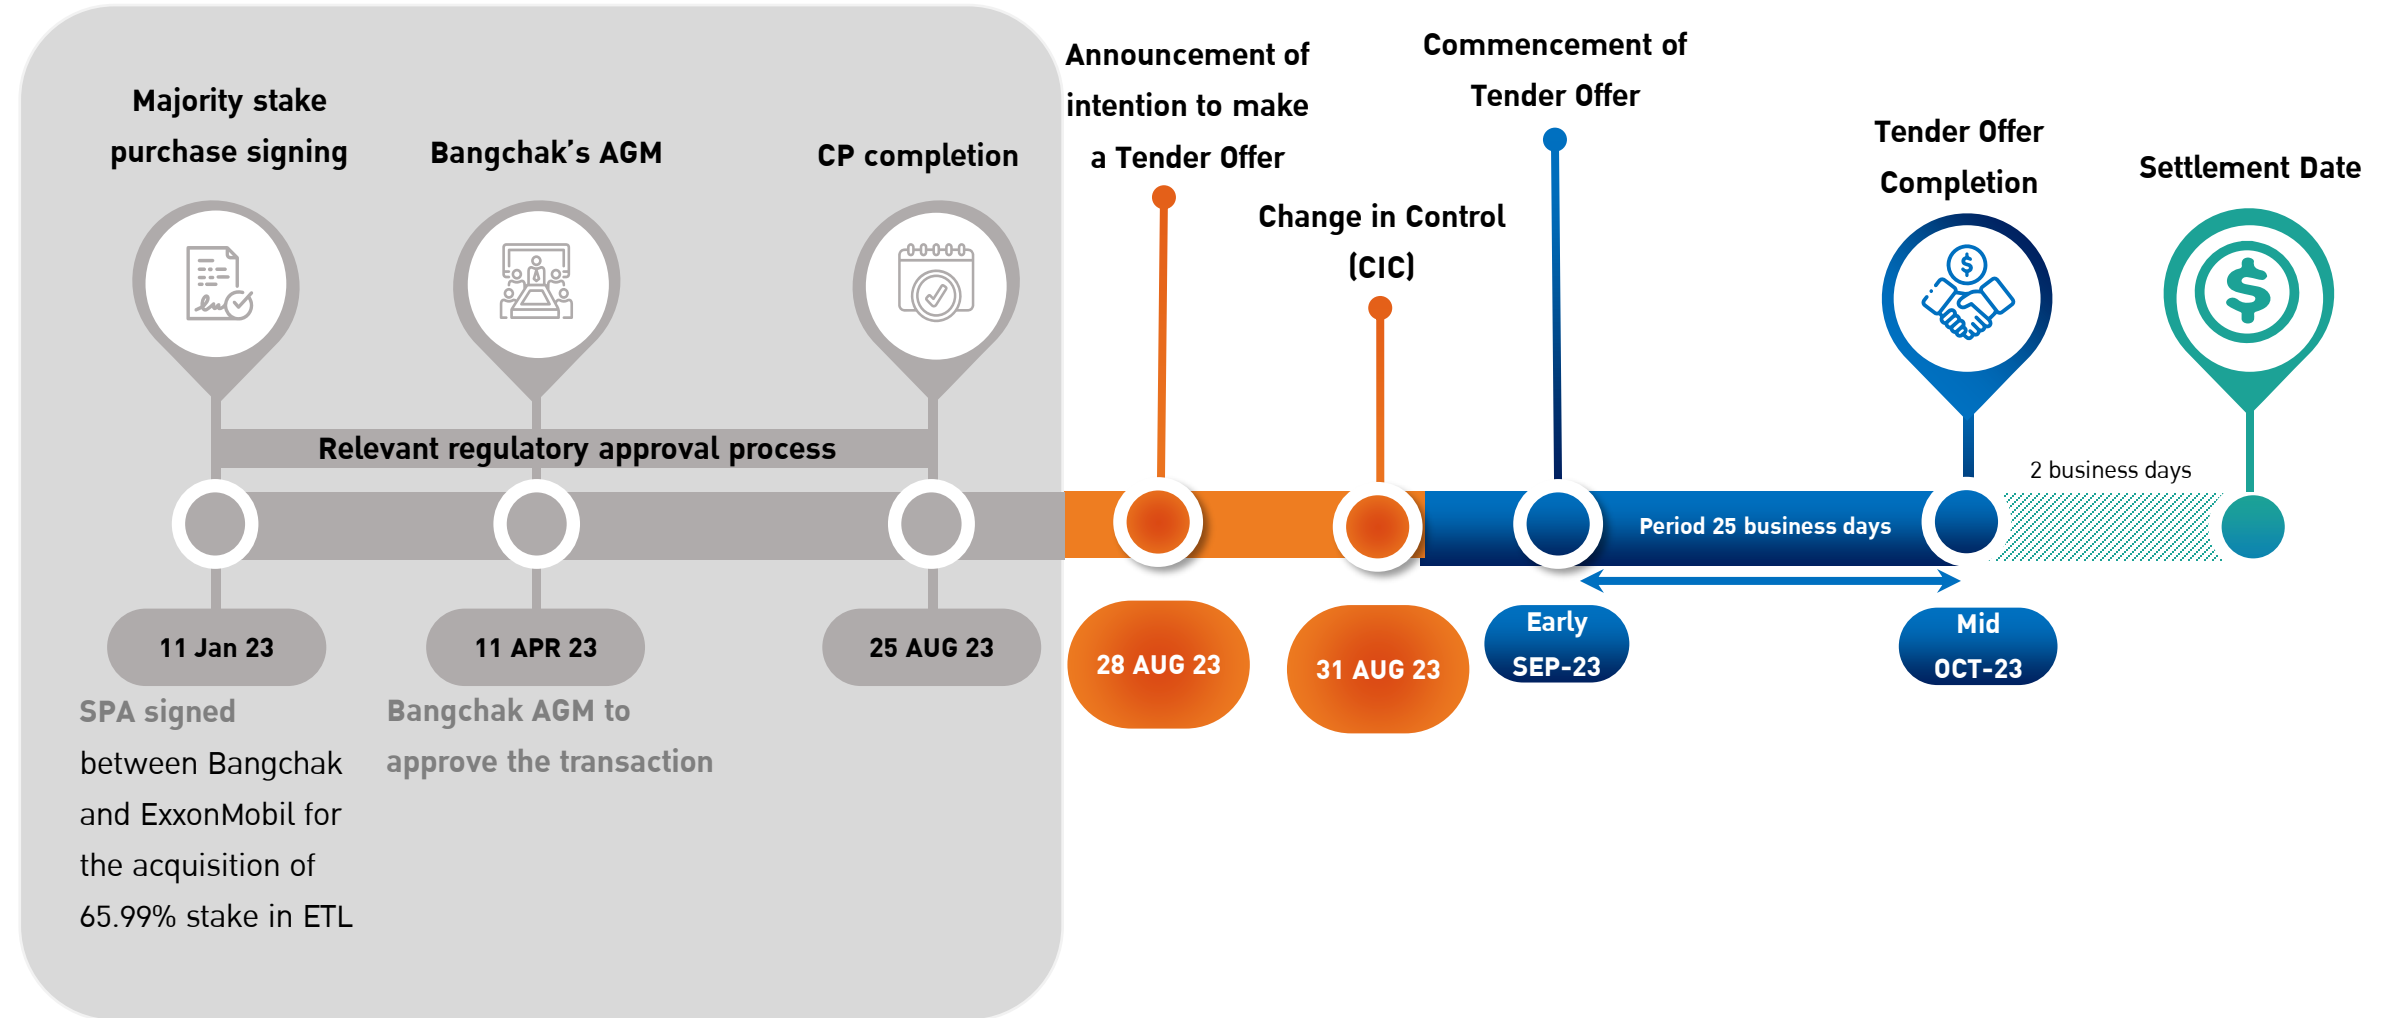 Majority stake
purchase signing
Bangchak's AGM
CP completion
Announcement of
intention to make
a Tender Offer
Change in Control
(CIC)
Commencement of
Tender Offer
Tender Offer
Completion
Settlement Date
Relevant regulatory approval process
Period 25 business days
2 business days
11 Jan 23
11 APR 23
25 AUG 23
28 AUG 23
31 AUG 23
Early
SEP-23
Mid
OCT-23
SPA signed
between Bangchak
and ExxonMobil for
the acquisition of
65.99% stake in ETL
Bangchak AGM to
approve the transaction